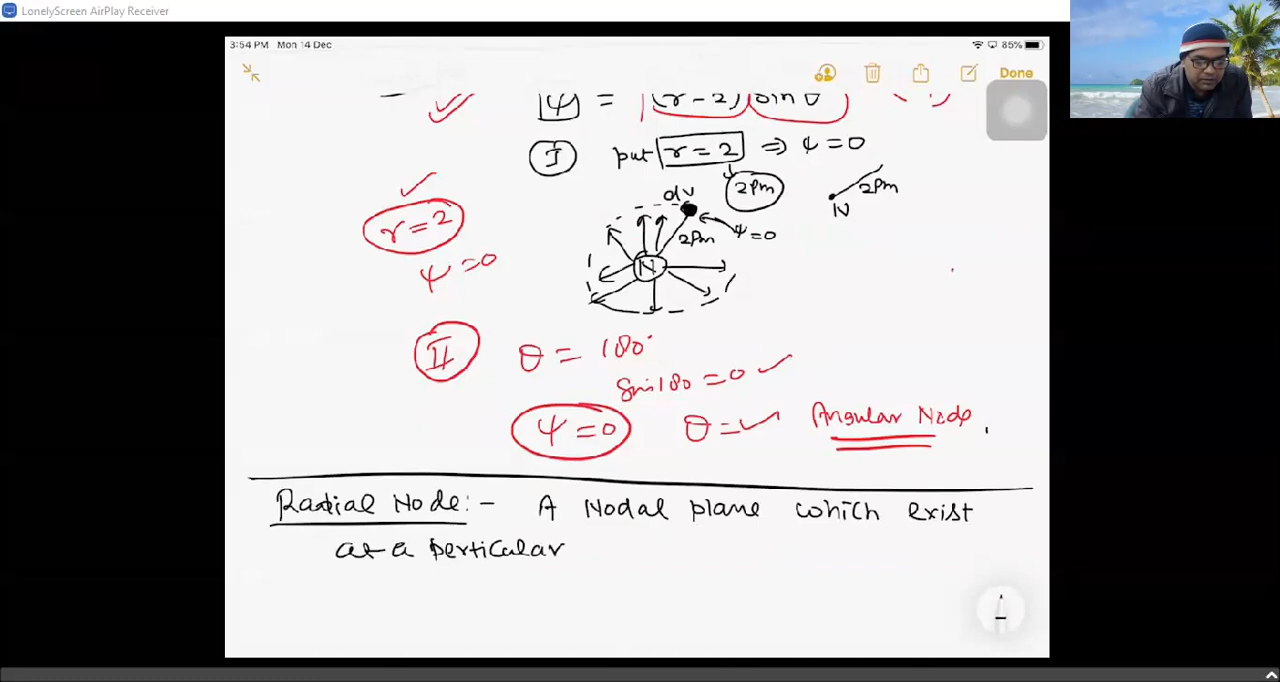 LonelyScreen AirPlay Receiver
3:54 PM Mon 14 Dec
85%
Done
ψ = (r-2) sin θ
I put r = 2 ⇒ ψ = 0
2Pm
2Pm
N
dv
2Pm
ψ = 0
N
r = 2
ψ = 0
II θ = 180°
Sin 180 = 0
ψ = 0 θ = Angular Node
Radial Node:- A Nodal plane which exist
at a perticular